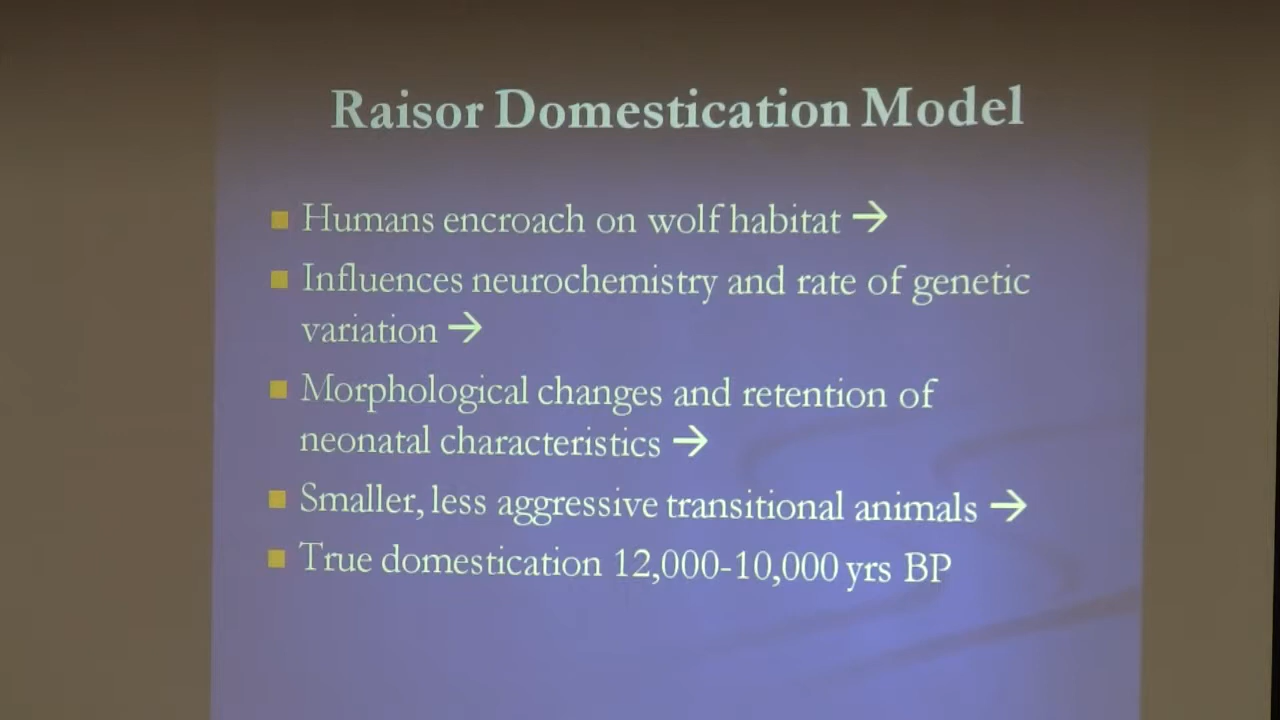 Raisor Domestication Model
Humans encroach on wolf habitat →
Influences neurochemistry and rate of genetic
variation →
Morphological changes and retention of
neonatal characteristics →
Smaller, less aggressive transitional animals →
True domestication 12,000-10,000 yrs BP